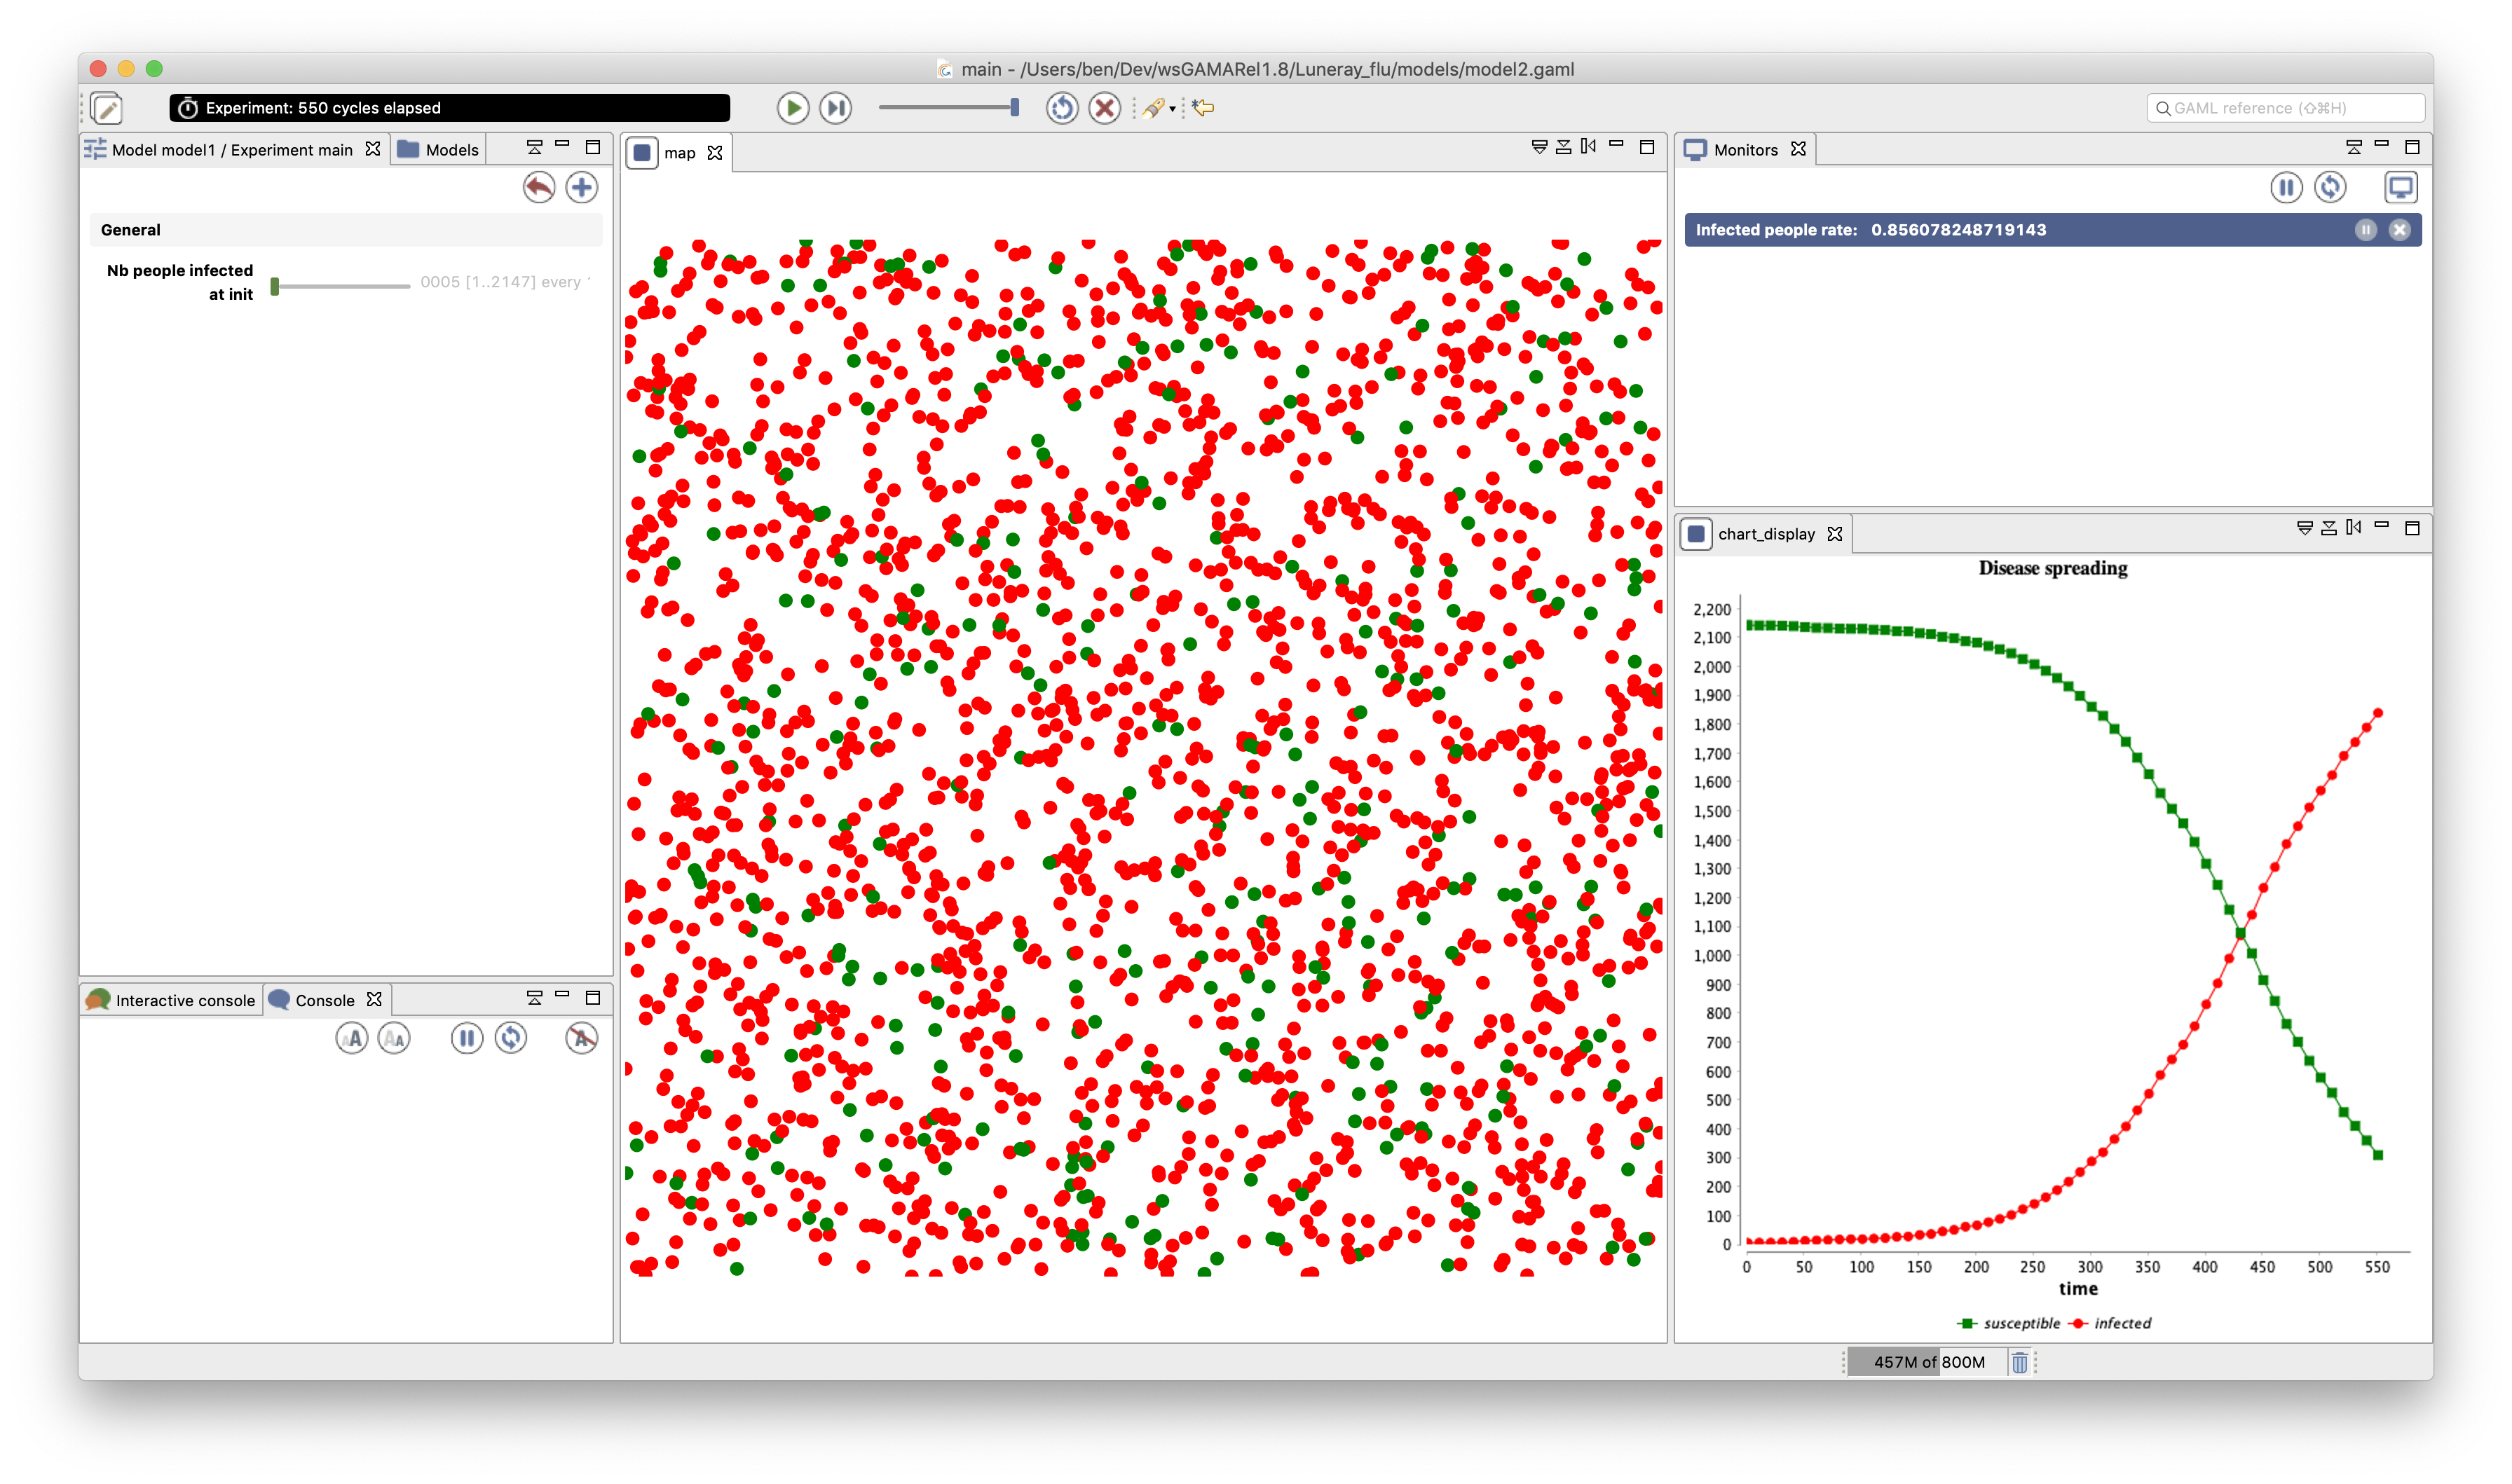 main - /Users/ben/Dev/wsGAMARel1.8/Luneray_flu/models/model2.gaml
Experiment: 550 cycles elapsed
GAML reference (⇧⌘H)
Model model1 / Experiment main
Models
General
Nb people infected
at init
0005 [1..2147] every
Interactive console
Console
map
Monitors
Infected people rate: 0.856078248719143
chart_display
Disease spreading
2,200
2,100
2,000
1,900
1,800
1,700
1,600
1,500
1,400
1,300
1,200
1,100
1,000
900
800
700
600
500
400
300
200
100
0
0 50 100 150 200 250 300 350 400 450 500 550
time
susceptible infected
457M of 800M